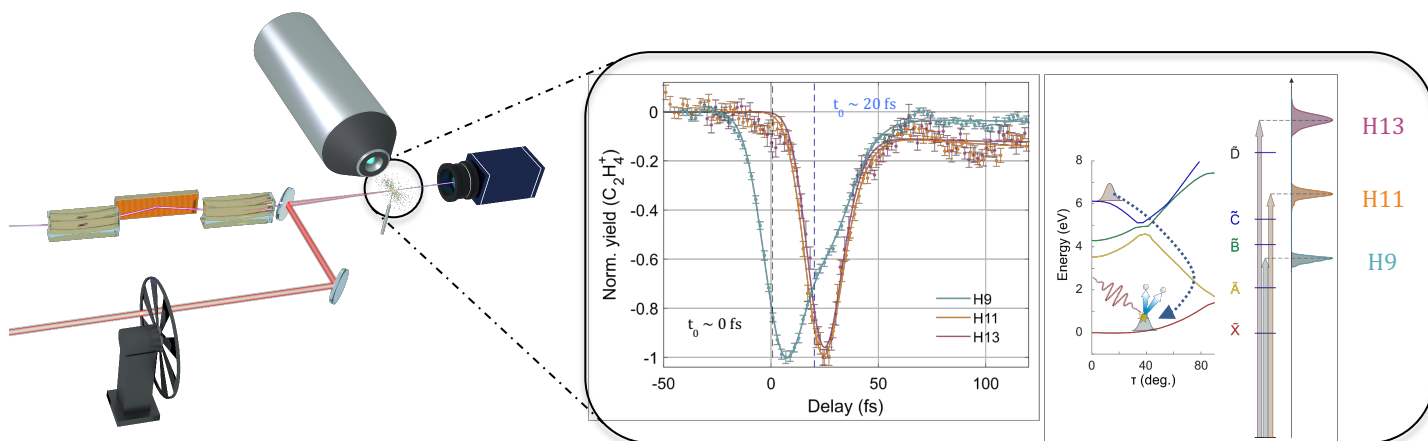 0
-0.2
-0.4
-0.6
-0.8
-1
Norm. yield (C₂H₄⁺)
t₀ ~ 20 fs
t₀ ~ 0 fs
H9
H11
H13
-50
0
50
100
Delay (fs)
8
6
4
2
0
Energy (eV)
0
40
80
τ (deg.)
D̃
C̃
B̃
Ã
X̃
H13
H11
H9